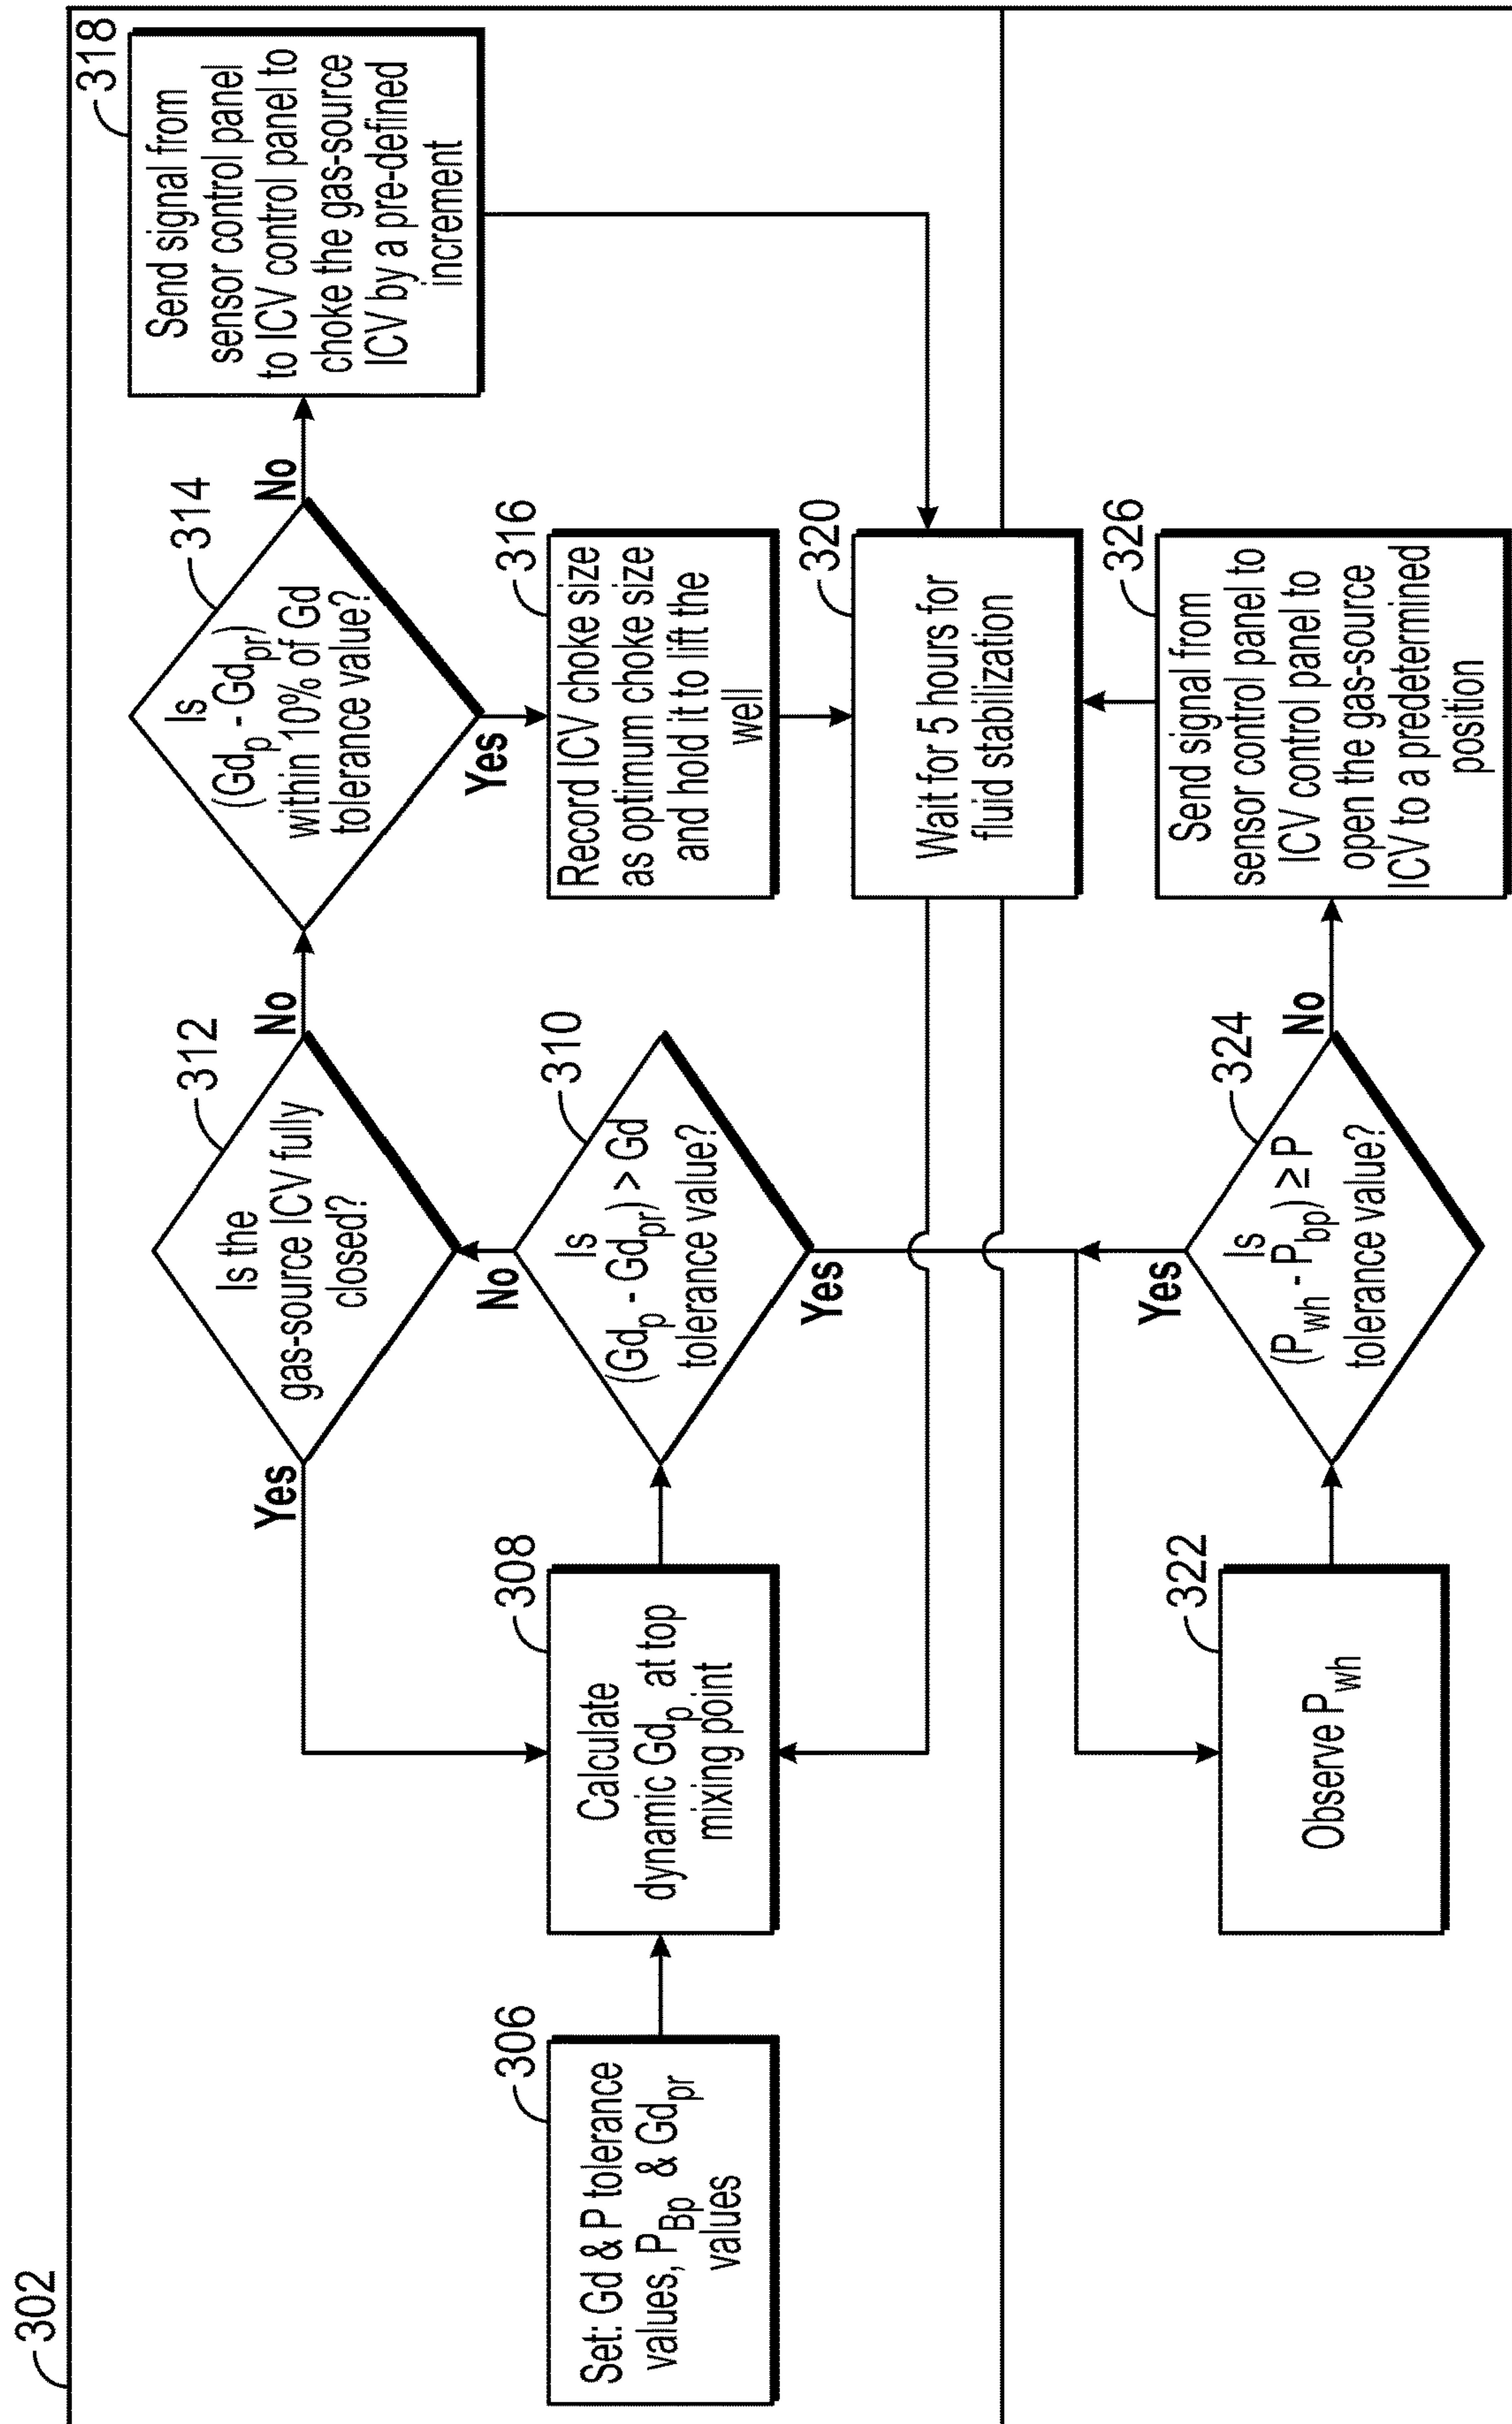 302
306
Set: Gd & P tolerance
values, P_Bp & Gd_pr
values
308
Calculate
dynamic Gd_p at top
mixing point
310
Is
(Gd_p - Gd_pr) > Gd
tolerance value?
No
Yes
312
Is the
gas-source ICV fully
closed?
Yes
No
314
Is
(Gd_p - Gd_pr)
within 10% of Gd
tolerance value?
No
Yes
316
Record ICV choke size
as optimum choke size
and hold it to lift the
well
318
Send signal from
sensor control panel
to ICV control panel to
choke the gas-source
ICV by a pre-defined
increment
320
Wait for 5 hours for
fluid stabilization
322
Observe P_wh
324
Is
(P_wh - P_bp) ≥ P
tolerance value?
Yes
No
326
Send signal from
sensor control panel to
ICV control panel to
open the gas-source
ICV to a predetermined
position